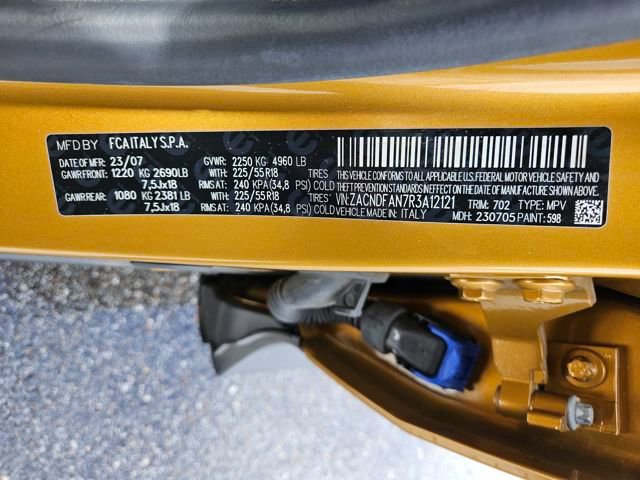 MFD BY FCA ITALY S.P.A.
DATE OF MFR: 23/07 GVWR: 2250 KG 4960 LB
GAWR FRONT: 1220 KG 2690LB WITH: 225/55R18 TIRES
7,5Jx18 RIMS AT: 240 KPA(34,8 PSI) COLD
GAWR REAR: 1080 KG 2381 LB WITH: 225/55R18 TIRES
7,5Jx18 RIMS AT: 240 KPA(34,8 PSI) COLD
THIS VEHICLE CONFORMS TO ALL APPLICABLE U.S. FEDERAL MOTOR
VEHICLE SAFETY, BUMPER, AND THEFT PREVENTION STANDARDS
IN EFFECT ON THE DATE OF MANUFACTURE SHOWN ABOVE.
VIN: ZACNDFAN7R3A12121 TRIM: 702 TYPE: MPV
VEHICLE MADE IN: ITALY MDH: 230705 PAINT: 598